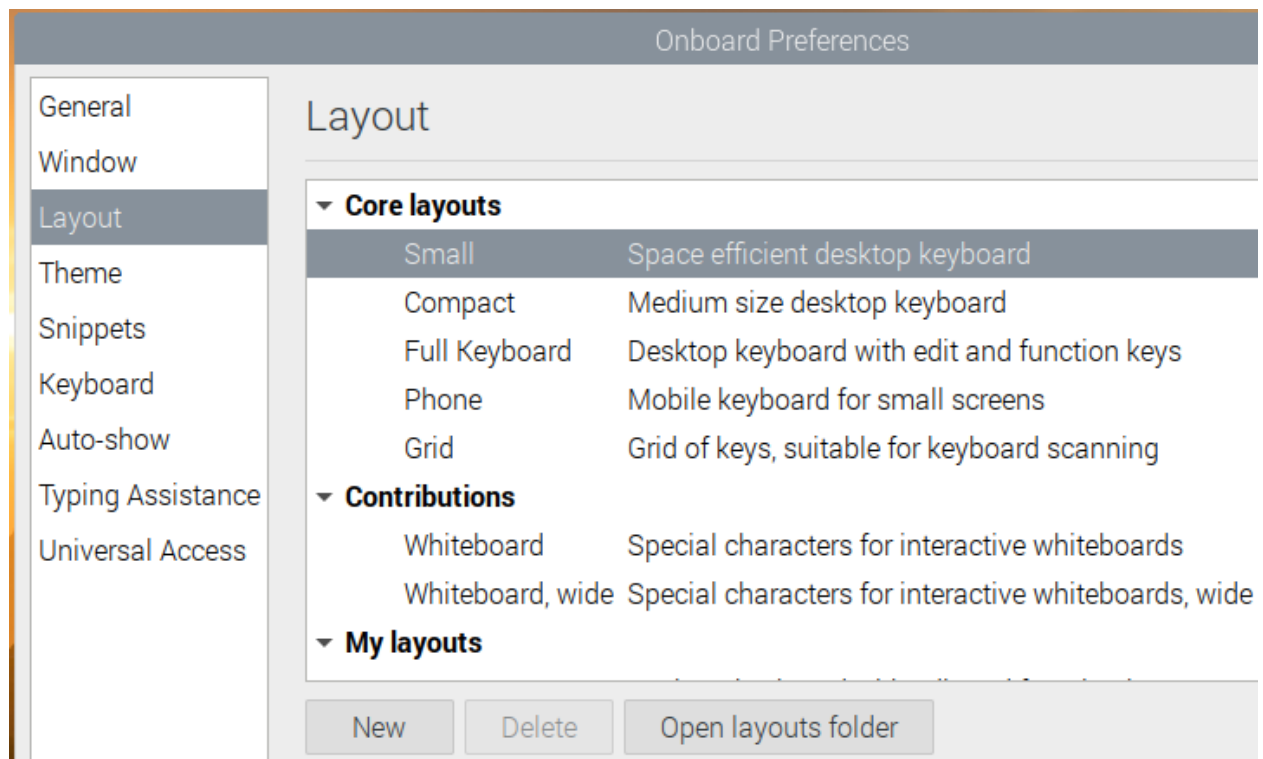 Onboard Preferences
General
Window
Layout
Theme
Snippets
Keyboard
Auto-show
Typing Assistance
Universal Access
Layout
Core layouts
Small Space efficient desktop keyboard
Compact Medium size desktop keyboard
Full Keyboard Desktop keyboard with edit and function keys
Phone Mobile keyboard for small screens
Grid Grid of keys, suitable for keyboard scanning
Contributions
Whiteboard Special characters for interactive whiteboards
Whiteboard, wide Special characters for interactive whiteboards, wide
My layouts
New Delete Open layouts folder